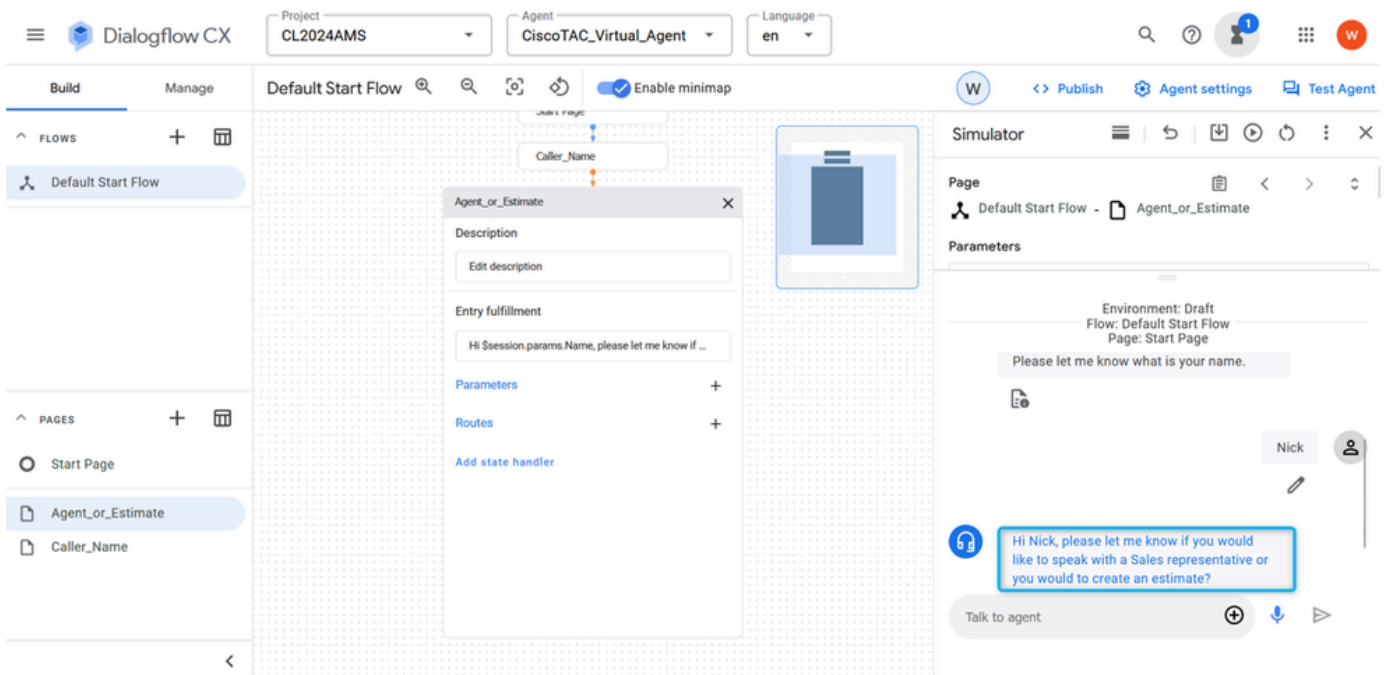 Dialogflow CX
Project
CL2024AMS
Agent
CiscoTAC_Virtual_Agent
Language
en
1
W
Build
Manage
Default Start Flow
Enable minimap
W
<> Publish
Agent settings
Test Agent
FLOWS
Default Start Flow
PAGES
Start Page
Agent_or_Estimate
Caller_Name
Start Page
Caller_Name
Agent_or_Estimate
Description
Edit description
Entry fulfillment
Hi $session.params.Name, please let me know if ...
Parameters
Routes
Add state handler
Simulator
Page
Default Start Flow - Agent_or_Estimate
Parameters
Environment: Draft
Flow: Default Start Flow
Page: Start Page
Please let me know what is your name.
Nick
Hi Nick, please let me know if you would
like to speak with a Sales representative or
you would to create an estimate?
Talk to agent